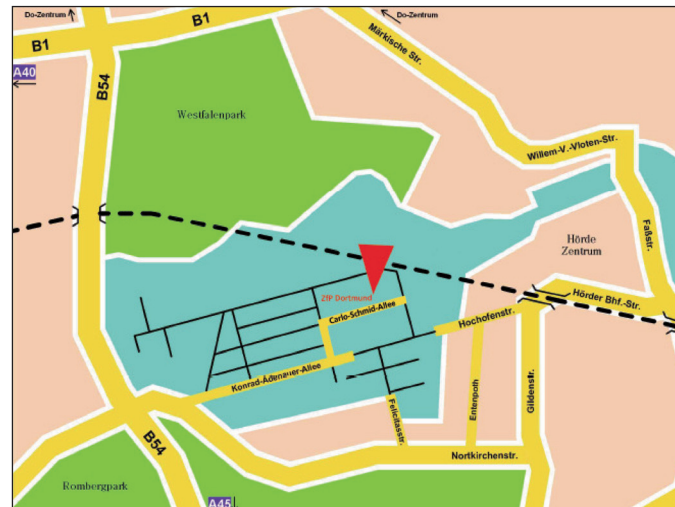 Do-Zentrum
Do-Zentrum
B1
B1
A40
B54
Märkische Str.
Westfalenpark
Willem-V.-Vloten-Str.
Faßstr.
Hörde
Zentrum
ZfP Dortmund
Hörder Bhf.-Str.
Carlo-Schmid-Allee
Hochofenstr.
Konrad-Adenauer-Allee
Entenpoth
Gildenstr.
Felicitasstr.
B54
Nortkirchenstr.
Rombergpark
A45